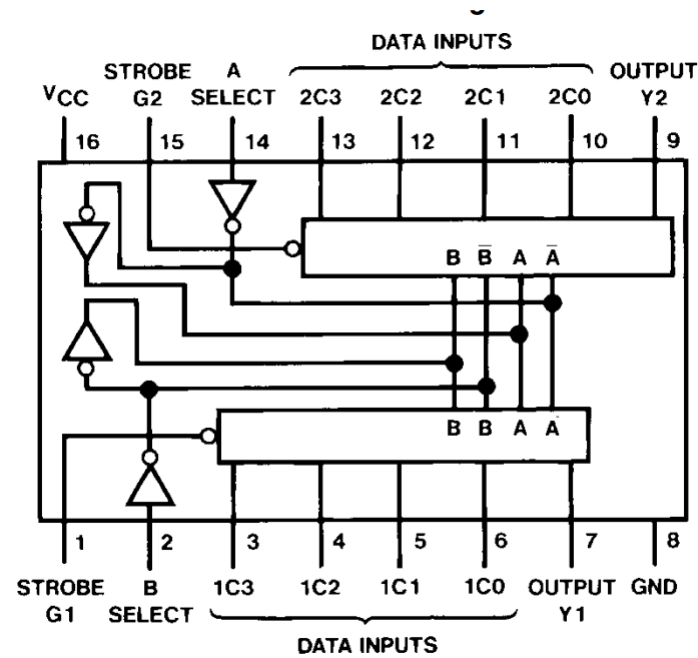 DATA INPUTS
STROBE A OUTPUT
VCC G2 SELECT 2C3 2C2 2C1 2C0 Y2
16 15 14 13 12 11 10 9
B B̅ A A̅
B B A A
1 2 3 4 5 6 7 8
STROBE B 1C3 1C2 1C1 1C0 OUTPUT GND
G1 SELECT Y1
DATA INPUTS